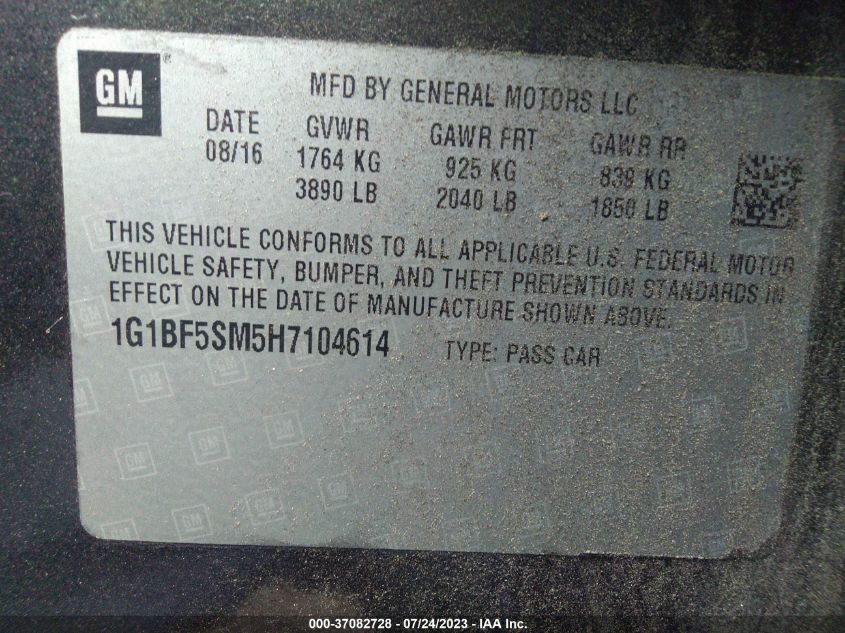 GM ®
MFD BY GENERAL MOTORS LLC
DATE GVWR GAWR FRT GAWR RR
08/16 1764 KG 925 KG 839 KG
3890 LB 2040 LB 1850 LB
THIS VEHICLE CONFORMS TO ALL APPLICABLE U.S. FEDERAL MOTOR
VEHICLE SAFETY, BUMPER, AND THEFT PREVENTION STANDARDS IN
EFFECT ON THE DATE OF MANUFACTURE SHOWN ABOVE.
1G1BF5SM5H7104614 TYPE: PASS CAR
000-37082728 - 07/24/2023 - IAA Inc.